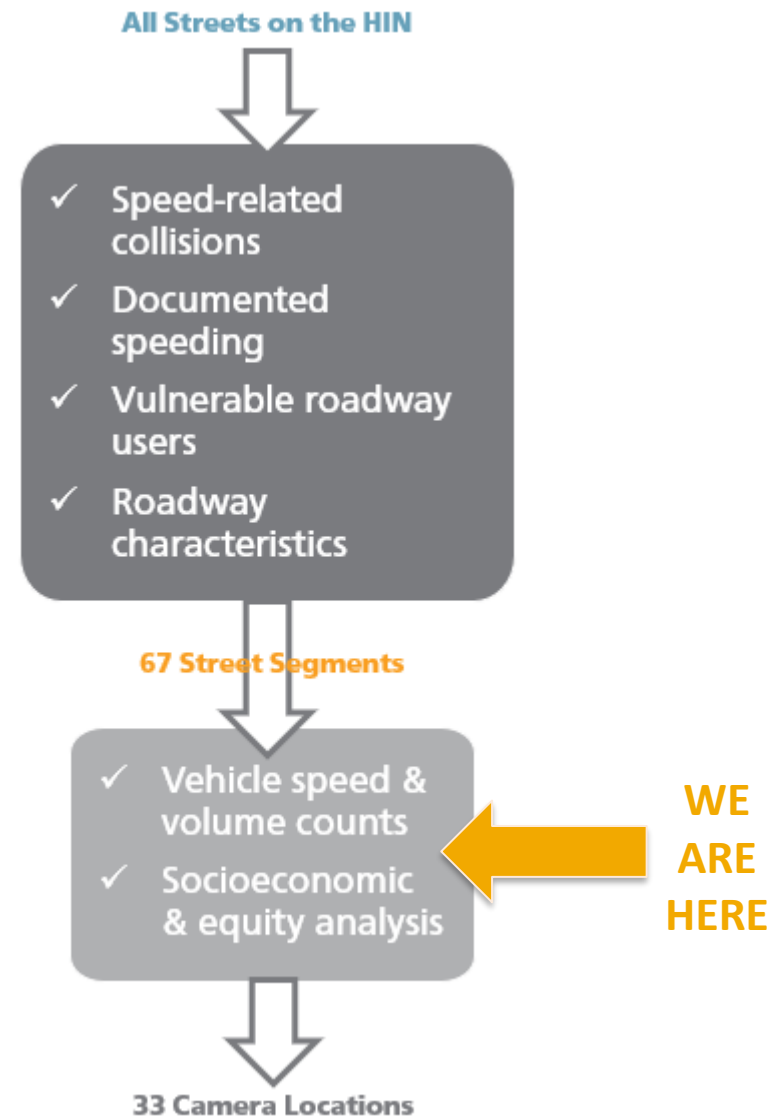 All Streets on the HIN
✓ Speed-related
collisions
✓ Documented
speeding
✓ Vulnerable roadway
users
✓ Roadway
characteristics
67 Street Segments
✓ Vehicle speed &
volume counts
✓ Socioeconomic
& equity analysis
WE
ARE
HERE
33 Camera Locations